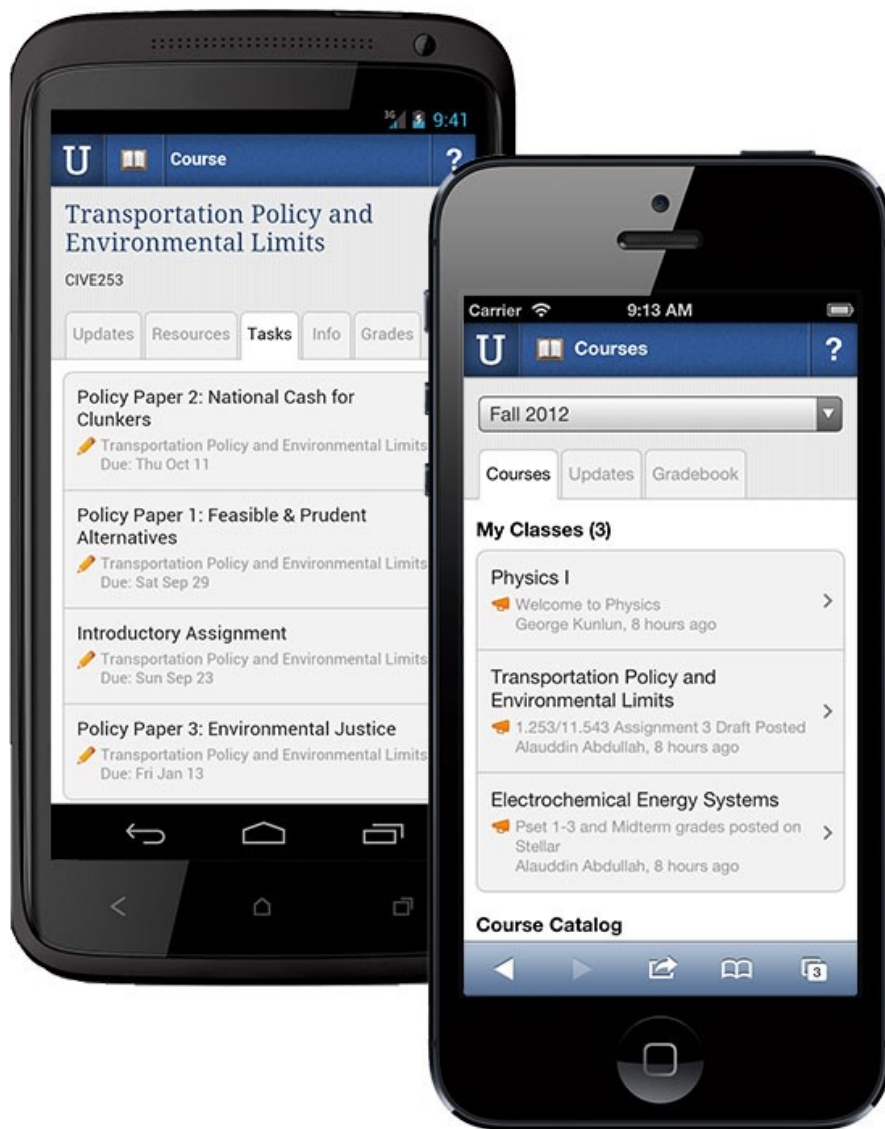 3G 9:41
U Course ?
Transportation Policy and
Environmental Limits
CIVE253
Updates Resources Tasks Info Grades
Policy Paper 2: National Cash for
Clunkers
Transportation Policy and Environmental Limits
Due: Thu Oct 11
Policy Paper 1: Feasible & Prudent
Alternatives
Transportation Policy and Environmental Limits
Due: Sat Sep 29
Introductory Assignment
Transportation Policy and Environmental Limits
Due: Sun Sep 23
Policy Paper 3: Environmental Justice
Transportation Policy and Environmental Limits
Due: Fri Jan 13
Carrier 9:13 AM
U Courses ?
Fall 2012
Courses Updates Gradebook
My Classes (3)
Physics I
Welcome to Physics
George Kunlun, 8 hours ago
Transportation Policy and
Environmental Limits
1.253/11.543 Assignment 3 Draft Posted
Alauddin Abdullah, 8 hours ago
Electrochemical Energy Systems
Pset 1-3 and Midterm grades posted on
Stellar
Alauddin Abdullah, 8 hours ago
Course Catalog
3